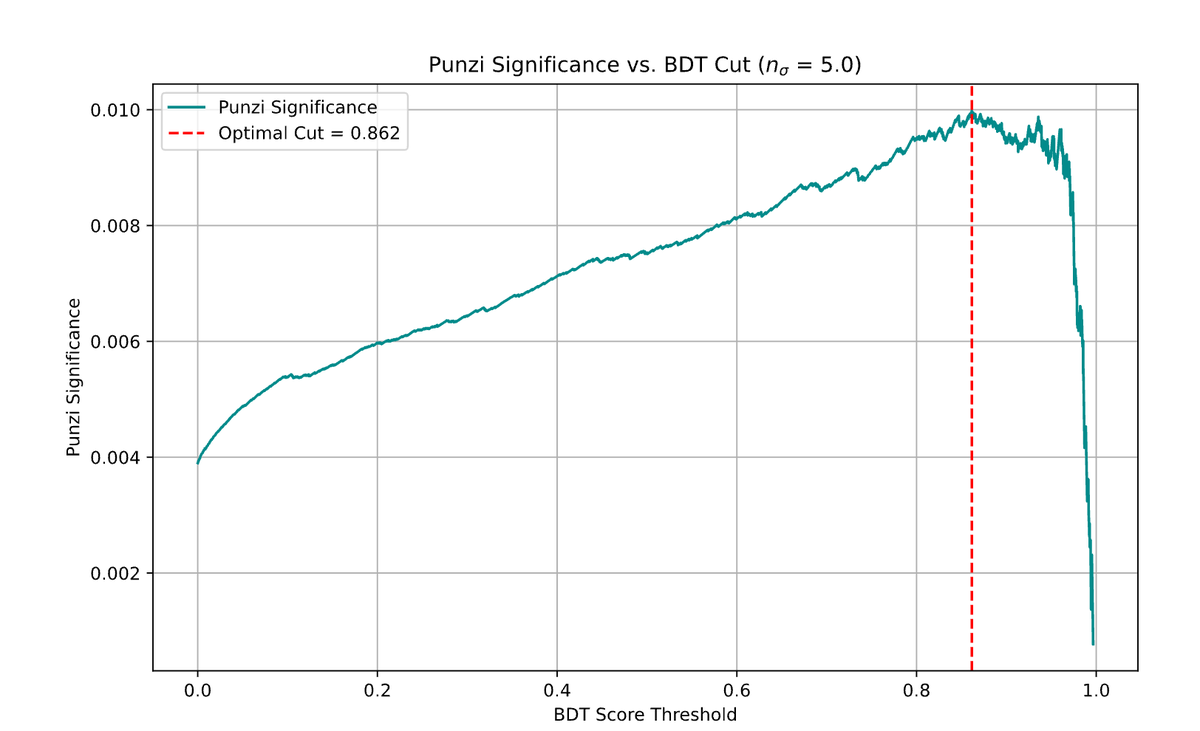 Punzi Significance vs. BDT Cut (nσ = 5.0)
Punzi Significance
Optimal Cut = 0.862
0.010
0.008
0.006
0.004
0.002
Punzi Significance
0.0 0.2 0.4 0.6 0.8 1.0
BDT Score Threshold